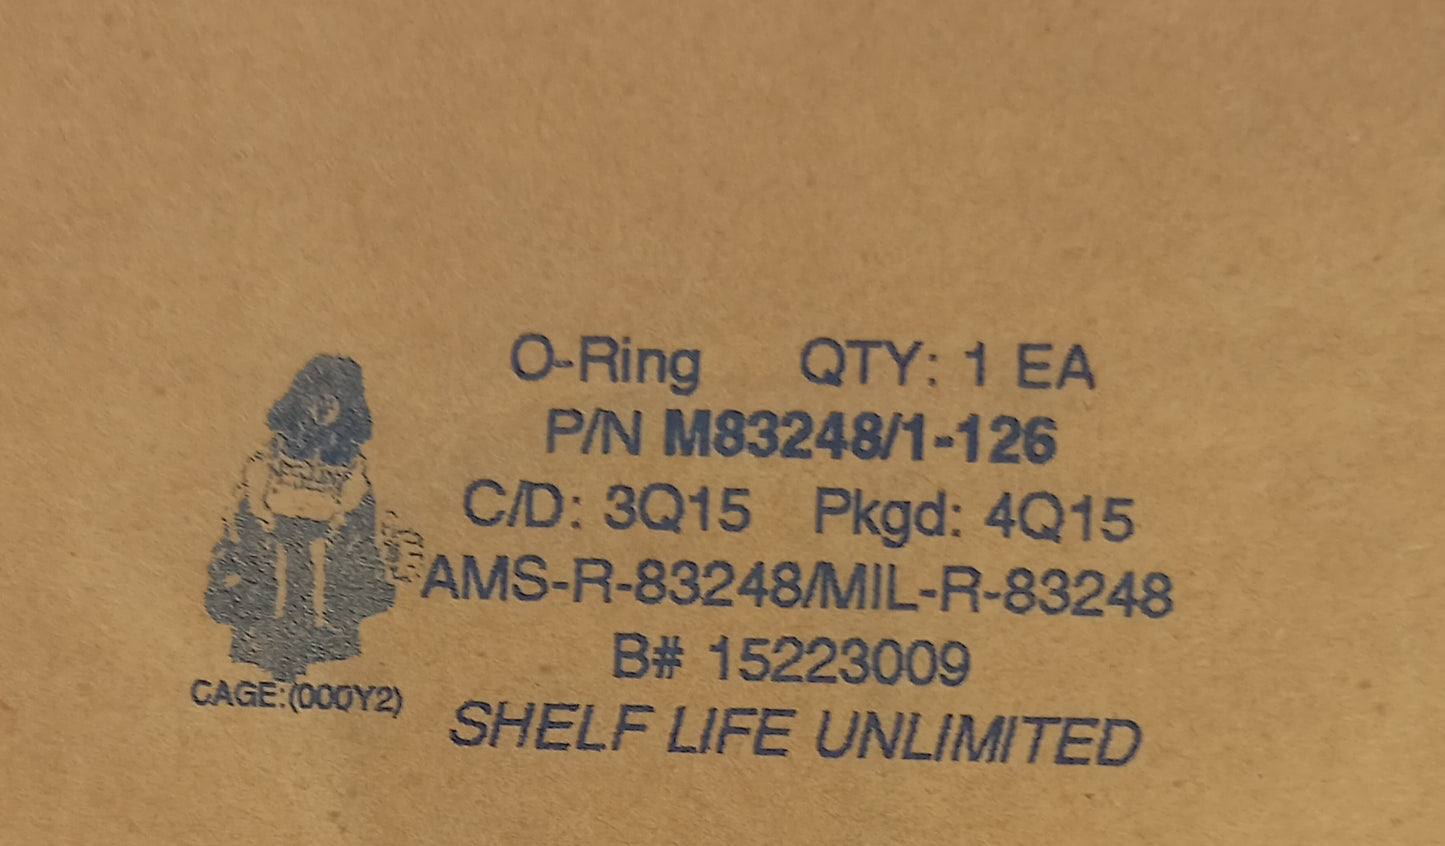 O-Ring QTY: 1 EA
P/N M83248/1-126
C/D: 3Q15 Pkgd: 4Q15
AMS-R-83248/MIL-R-83248
B# 15223009
CAGE:(000Y2)
SHELF LIFE UNLIMITED